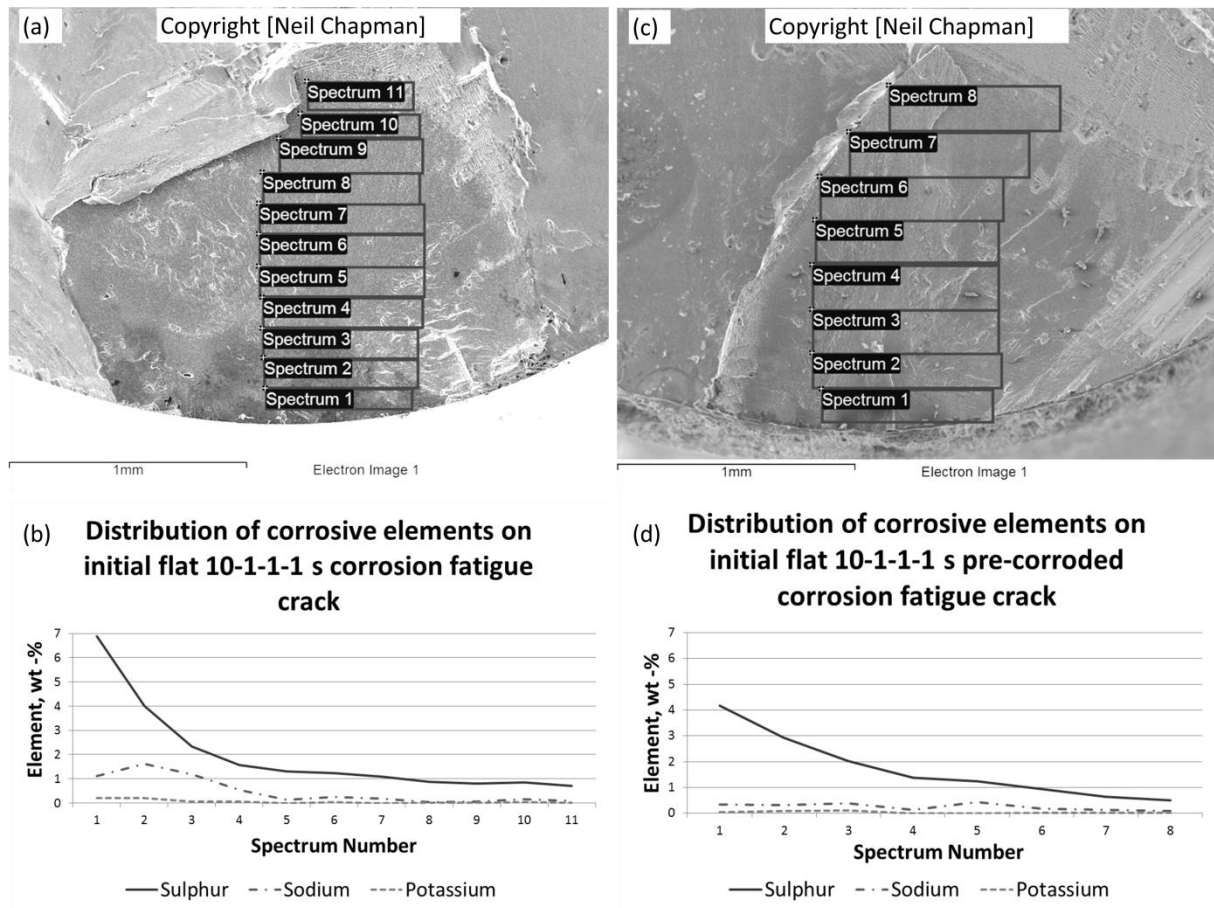 (a)
Copyright [Neil Chapman]
Spectrum 11
Spectrum 10
Spectrum 9
Spectrum 8
Spectrum 7
Spectrum 6
Spectrum 5
Spectrum 4
Spectrum 3
Spectrum 2
Spectrum 1
1mm
Electron Image 1
(c)
Copyright [Neil Chapman]
Spectrum 8
Spectrum 7
Spectrum 6
Spectrum 5
Spectrum 4
Spectrum 3
Spectrum 2
Spectrum 1
1mm
Electron Image 1
(b)
Distribution of corrosive elements on
initial flat 10-1-1-1 s corrosion fatigue
crack
Element, wt -%
7
6
5
4
3
2
1
0
1 2 3 4 5 6 7 8 9 10 11
Spectrum Number
Sulphur Sodium Potassium
(d)
Distribution of corrosive elements on
initial flat 10-1-1-1 s pre-corroded
corrosion fatigue crack
Element, wt -%
7
6
5
4
3
2
1
0
1 2 3 4 5 6 7 8
Spectrum Number
Sulphur Sodium Potassium